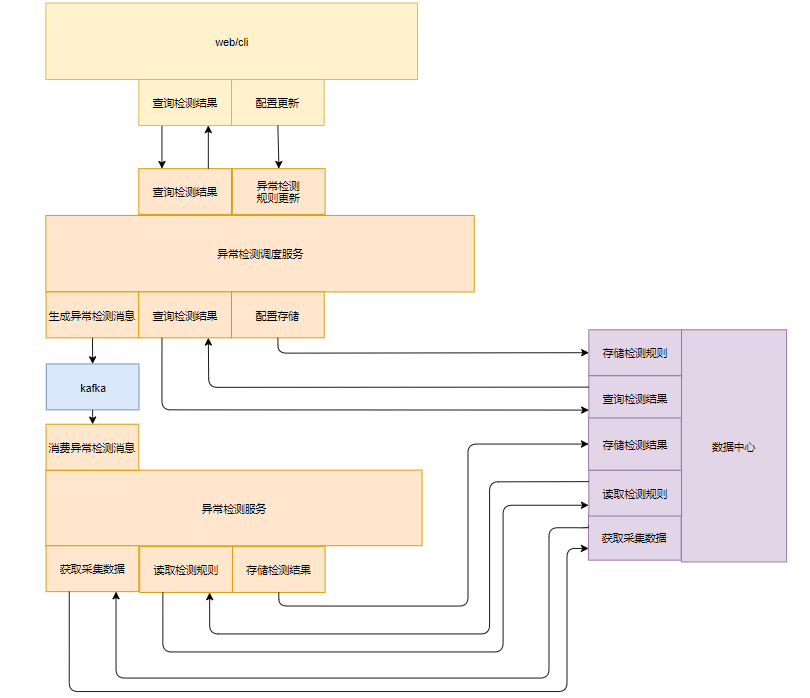 web/cli
查询检测结果
配置更新
查询检测结果
异常检测
规则更新
异常检测调度服务
生成异常检测消息
查询检测结果
配置存储
存储检测规则
kafka
查询检测结果
消费异常检测消息
存储检测结果
数据中心
读取检测规则
异常检测服务
获取采集数据
获取采集数据
读取检测规则
存储检测结果